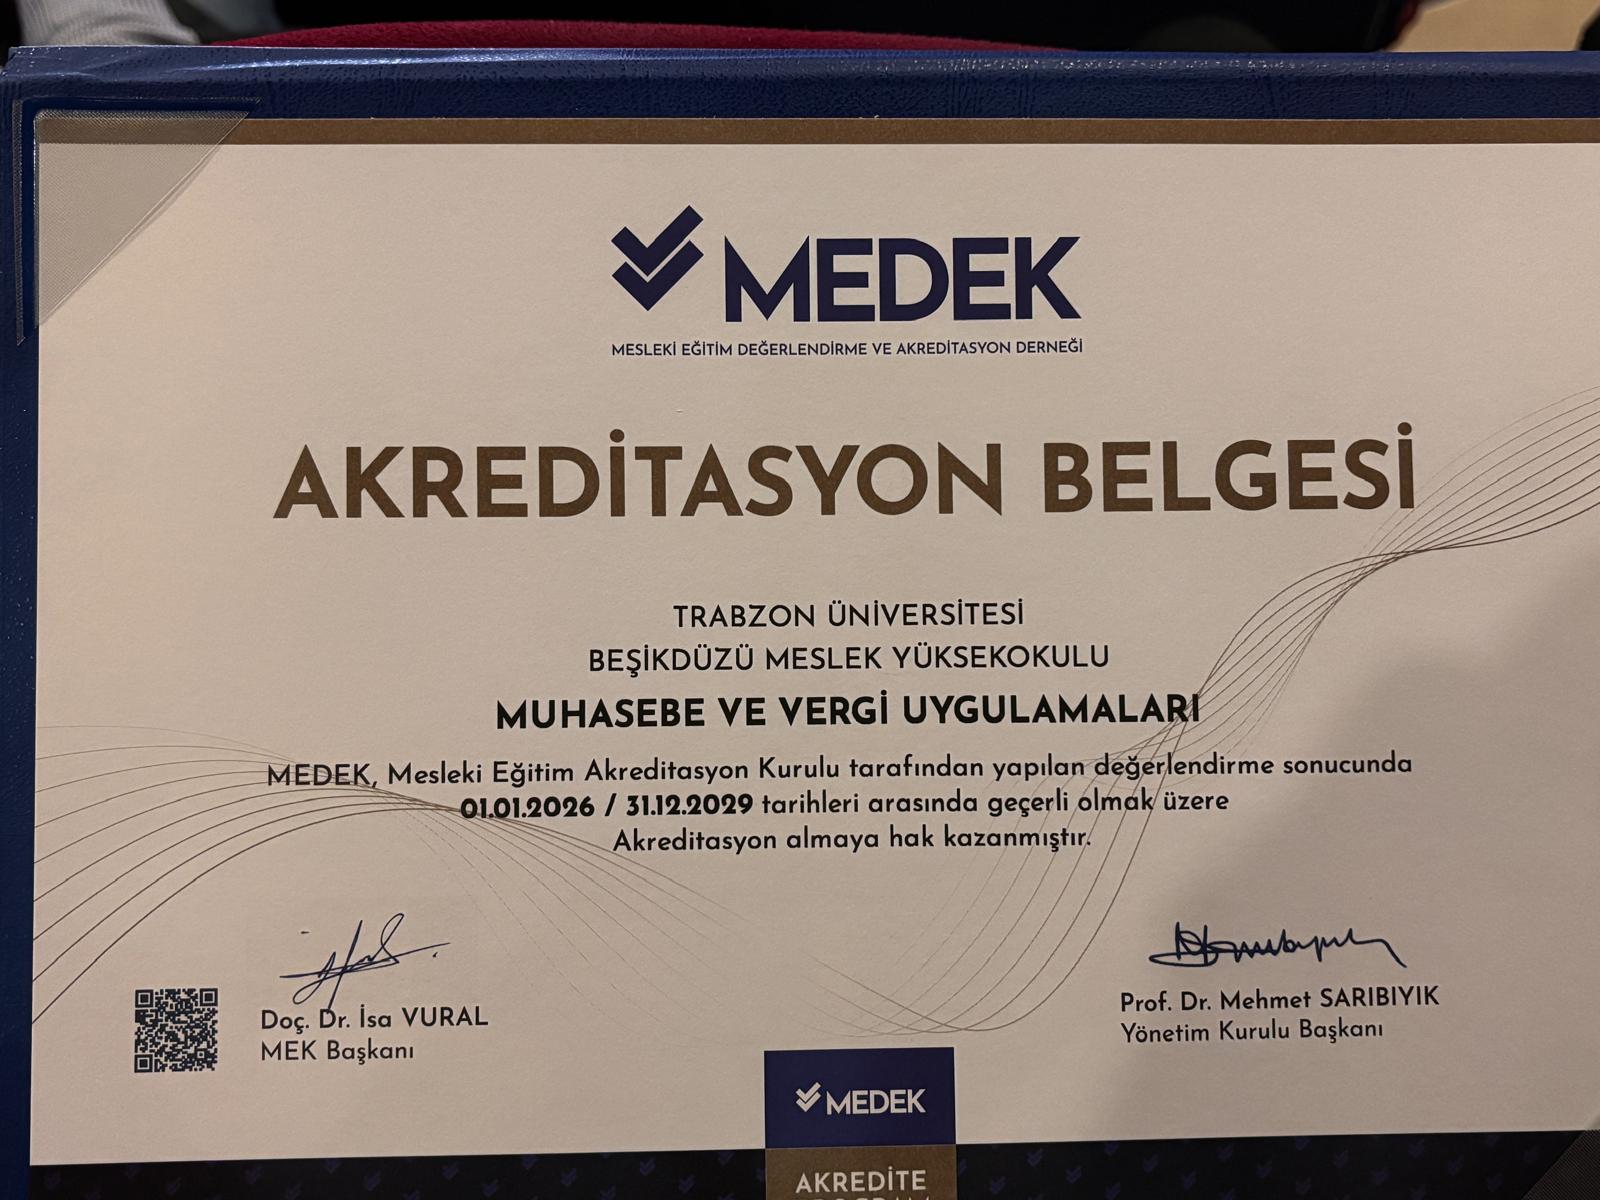 MEDEK
MESLEKİ EĞİTİM DEĞERLENDİRME VE AKREDİTASYON DERNEĞİ
AKREDİTASYON BELGESİ
TRABZON ÜNİVERSİTESİ
BEŞİKDÜZÜ MESLEK YÜKSEKOKULU
MUHASEBE VE VERGİ UYGULAMALARI
MEDEK, Mesleki Eğitim Akreditasyon Kurulu tarafından yapılan değerlendirme sonucunda
01.01.2026 / 31.12.2029 tarihleri arasında geçerli olmak üzere
Akreditasyon almaya hak kazanmıştır.
Doç. Dr. İsa VURAL
MEK Başkanı
Prof. Dr. Mehmet SARIBIYIK
Yönetim Kurulu Başkanı
MEDEK
AKREDİTE